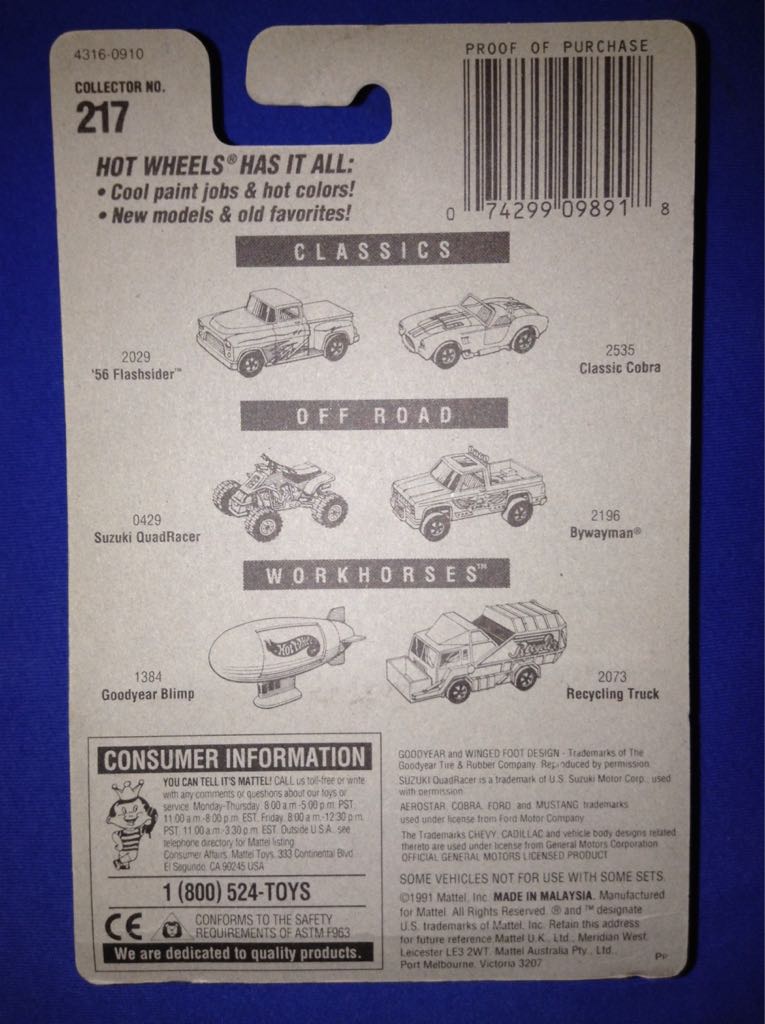 4316-0910
COLLECTOR NO.
217
PROOF OF PURCHASE
0 74299 09891 8
HOT WHEELS® HAS IT ALL:
• Cool paint jobs & hot colors!
• New models & old favorites!
CLASSICS
2029
'56 Flashsider™
2535
Classic Cobra
OFF ROAD
0429
Suzuki QuadRacer
2196
Bywayman®
WORKHORSES™
HOT WHEELS
1384
Goodyear Blimp
2073
Recycling Truck
CONSUMER INFORMATION
YOU CAN TELL IT'S MATTEL! CALL us toll-free or write
with any comments or questions about our toys or
service. Monday-Thursday. 8:00 a.m.-5:00 p.m. PST.
11:00 a.m.-8:00 p.m. EST. Friday. 8:00 a.m.-12:30 p.m.
PST. 11:00 a.m.-3:30 p.m. EST. Outside U.S.A., see
telephone directory for Mattel listing.
Consumer Affairs, Mattel Toys, 333 Continental Blvd.
El Segundo, CA 90245 USA
1 (800) 524-TOYS
CE
CONFORMS TO THE SAFETY
REQUIREMENTS OF ASTM F963
We are dedicated to quality products.
GOODYEAR and WINGED FOOT DESIGN - Trademarks of The
Goodyear Tire & Rubber Company. Reproduced by permission.
SUZUKI QuadRacer is a trademark of U.S. Suzuki Motor Corp., used
with permission.
AEROSTAR, COBRA, FORD and MUSTANG trademarks
used under license from Ford Motor Company
The Trademarks CHEVY, CADILLAC and vehicle body designs related
thereto are used under license from General Motors Corporation
OFFICIAL GENERAL MOTORS LICENSED PRODUCT
SOME VEHICLES NOT FOR USE WITH SOME SETS.
©1991 Mattel, Inc. MADE IN MALAYSIA. Manufactured
for Mattel. All Rights Reserved. ® and ™ designate
U.S. trademarks of Mattel, Inc. Retain this address
for future reference Mattel U.K., Ltd., Meridian West,
Leicester LE3 2WT. Mattel Australia Pty., Ltd.,
Port Melbourne, Victoria 3207.